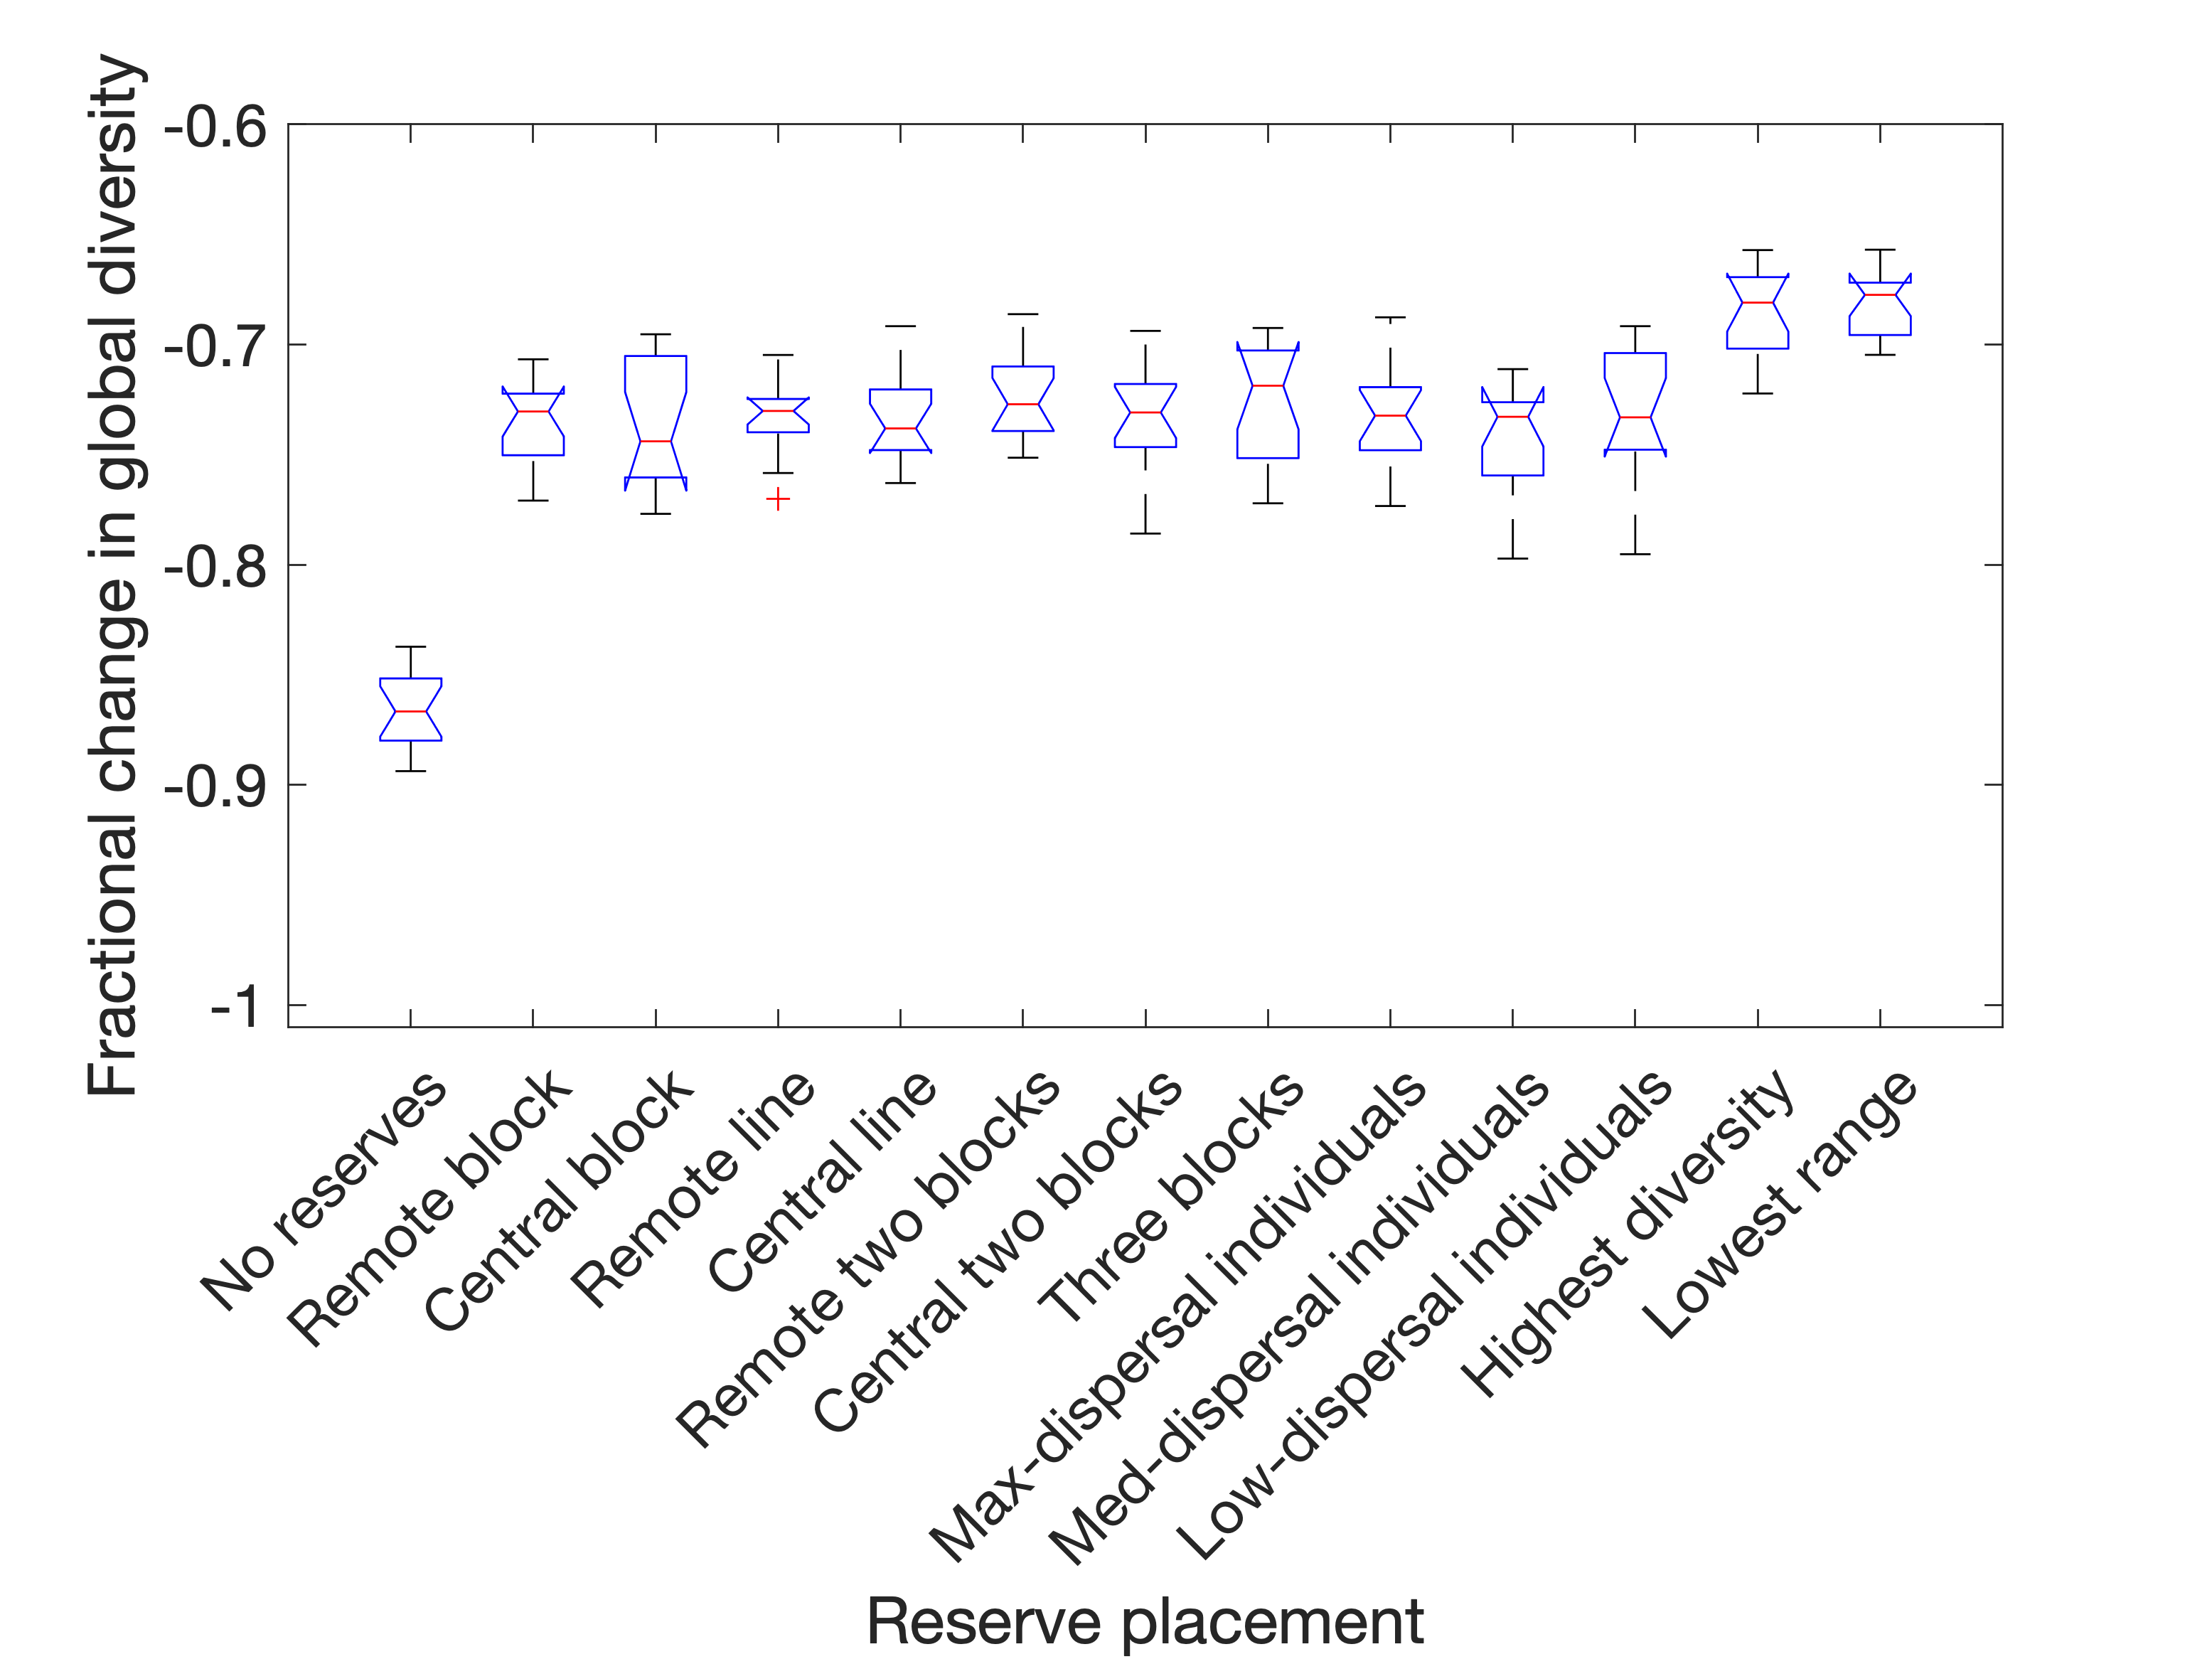 Fractional change in global diversity
-0.6
-0.7
-0.8
-0.9
-1
No reserves
Remote block
Central block
Remote line
Central line
Remote two blocks
Central two blocks
Three blocks
Max-dispersal individuals
Med-dispersal individuals
Low-dispersal individuals
Highest diversity
Lowest range
Reserve placement